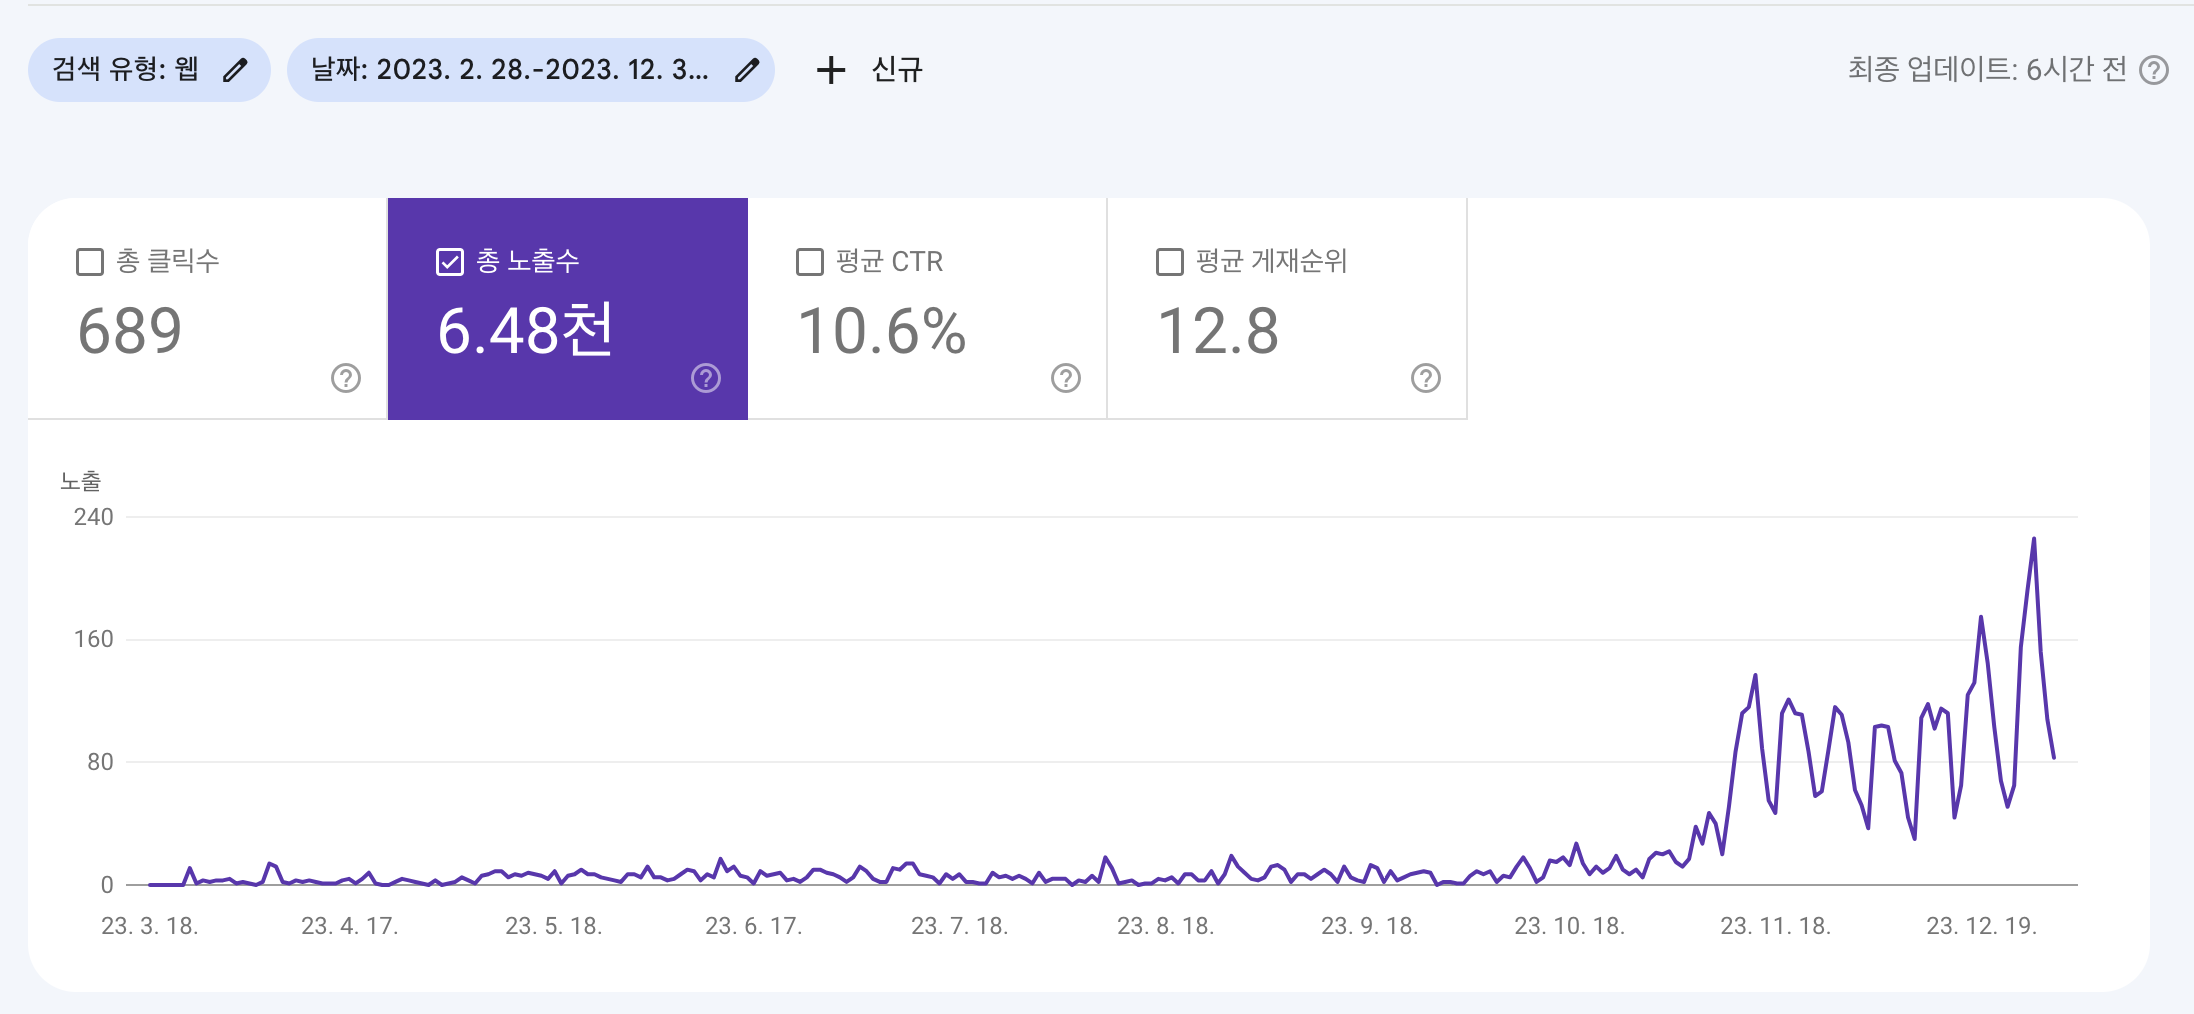 검색 유형: 웹
날짜: 2023. 2. 28.-2023. 12. 3...
신규
최종 업데이트: 6시간 전
총 클릭수
689
총 노출수
6.48천
평균 CTR
10.6%
평균 게재순위
12.8
노출
240
160
80
0
23. 3. 18.
23. 4. 17.
23. 5. 18.
23. 6. 17.
23. 7. 18.
23. 8. 18.
23. 9. 18.
23. 10. 18.
23. 11. 18.
23. 12. 19.